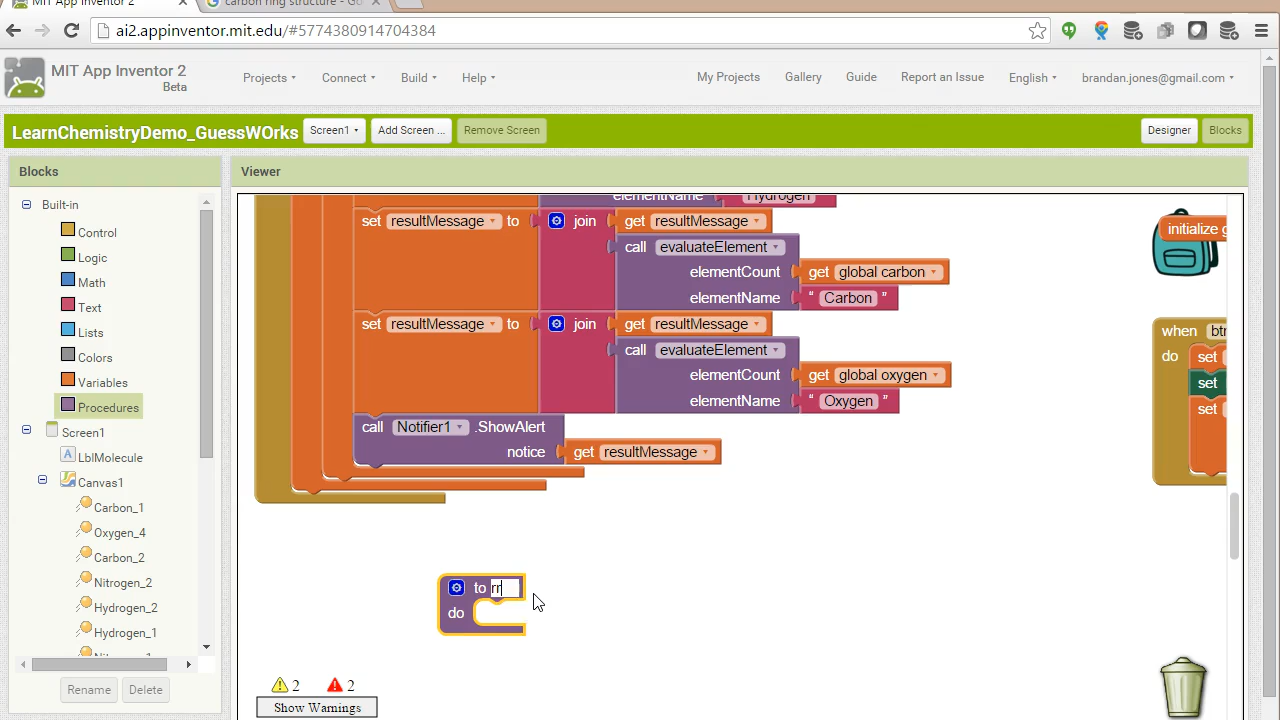 MIT App Inventor 2
carbon ring structure - Go
ai2.appinventor.mit.edu/#5774380914704384
MIT App Inventor 2
Beta
Projects
Connect
Build
Help
My Projects
Gallery
Guide
Report an Issue
English
brandan.jones@gmail.com
LearnChemistryDemo_GuessWOrks
Screen1
Add Screen ...
Remove Screen
Designer
Blocks
Blocks
Viewer
Built-in
Control
Logic
Math
Text
Lists
Colors
Variables
Procedures
Screen1
LblMolecule
Canvas1
Carbon_1
Oxygen_4
Carbon_2
Nitrogen_2
Hydrogen_2
Hydrogen_1
Rename
Delete
elementName " Hydrogen "
set resultMessage to join get resultMessage
call evaluateElement
elementCount get global carbon
elementName " Carbon "
set resultMessage to join get resultMessage
call evaluateElement
elementCount get global oxygen
elementName " Oxygen "
call Notifier1 .ShowAlert
notice get resultMessage
to rr
do
initialize g
when btr
do set
set
set
2
2
Show Warnings